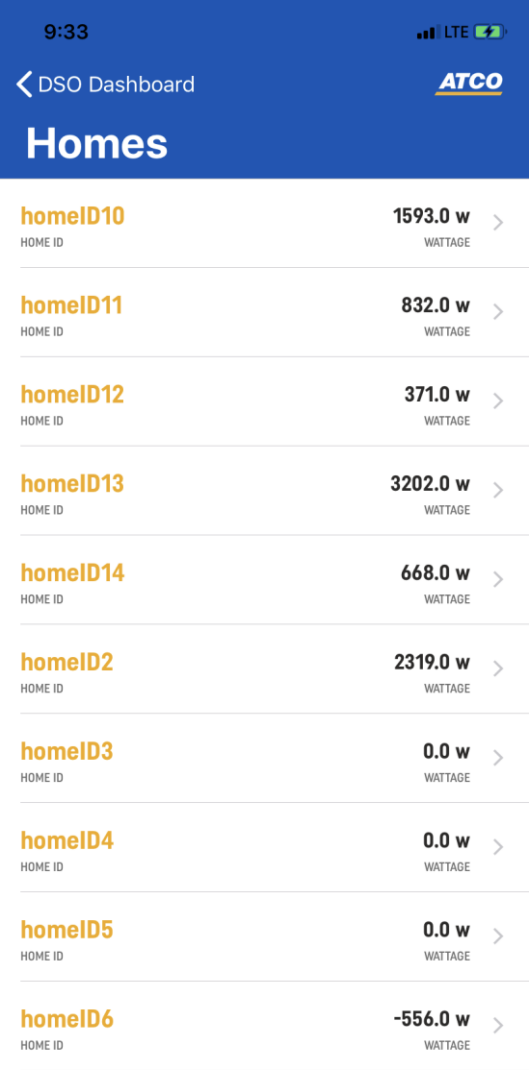 9:33 LTE
DSO Dashboard ATCO
Homes
homeID10 1593.0 w
HOME ID WATTAGE
homeID11 832.0 w
HOME ID WATTAGE
homeID12 371.0 w
HOME ID WATTAGE
homeID13 3202.0 w
HOME ID WATTAGE
homeID14 668.0 w
HOME ID WATTAGE
homeID2 2319.0 w
HOME ID WATTAGE
homeID3 0.0 w
HOME ID WATTAGE
homeID4 0.0 w
HOME ID WATTAGE
homeID5 0.0 w
HOME ID WATTAGE
homeID6 -556.0 w
HOME ID WATTAGE